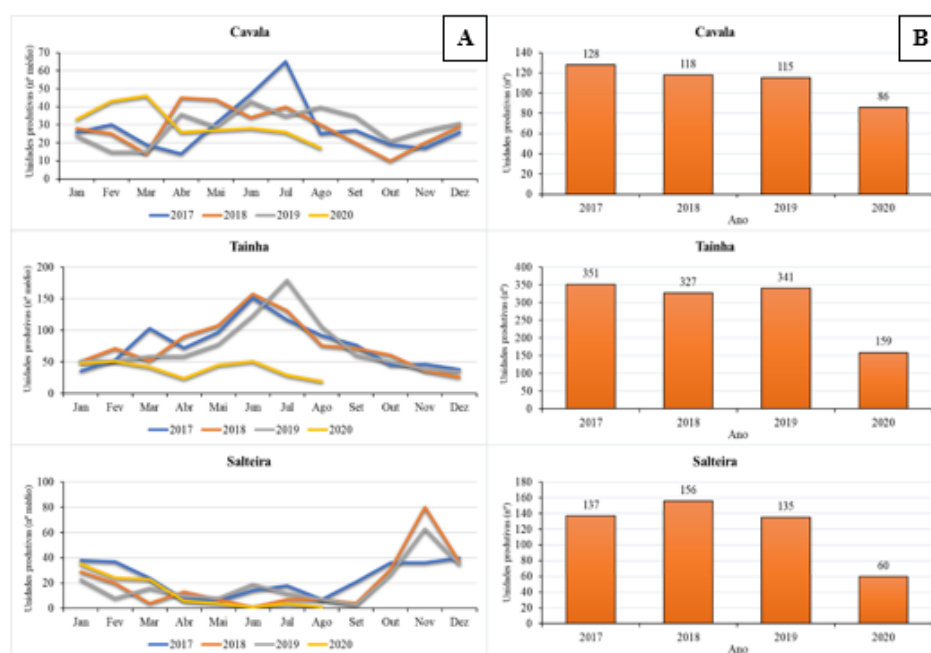 Cavala
A
Unidades produtivas (nº médio)
70
60
50
40
30
20
10
0
Jan Fev Mar Abr Mai Jun Jul Ago Set Out Nov Dez
2017 2018 2019 2020
Cavala
B
Unidades produtivas (nº)
140
120
100
80
60
40
20
0
128 118 115 86
2017 2018 2019 2020
Ano
Tainha
Unidades produtivas (nº médio)
200
150
100
50
0
Jan Fev Mar Abr Mai Jun Jul Ago Set Out Nov Dez
2017 2018 2019 2020
Tainha
Unidades produtivas (nº)
400
350
300
250
200
150
100
50
0
351 327 341 159
2017 2018 2019 2020
Ano
Salteira
Unidades produtivas (nº médio)
100
80
60
40
20
0
Jan Fev Mar Abr Mai Jun Jul Ago Set Out Nov Dez
2017 2018 2019 2020
Salteira
Unidades produtivas (nº)
180
160
140
120
100
80
60
40
20
0
137 156 135 60
2017 2018 2019 2020
Ano